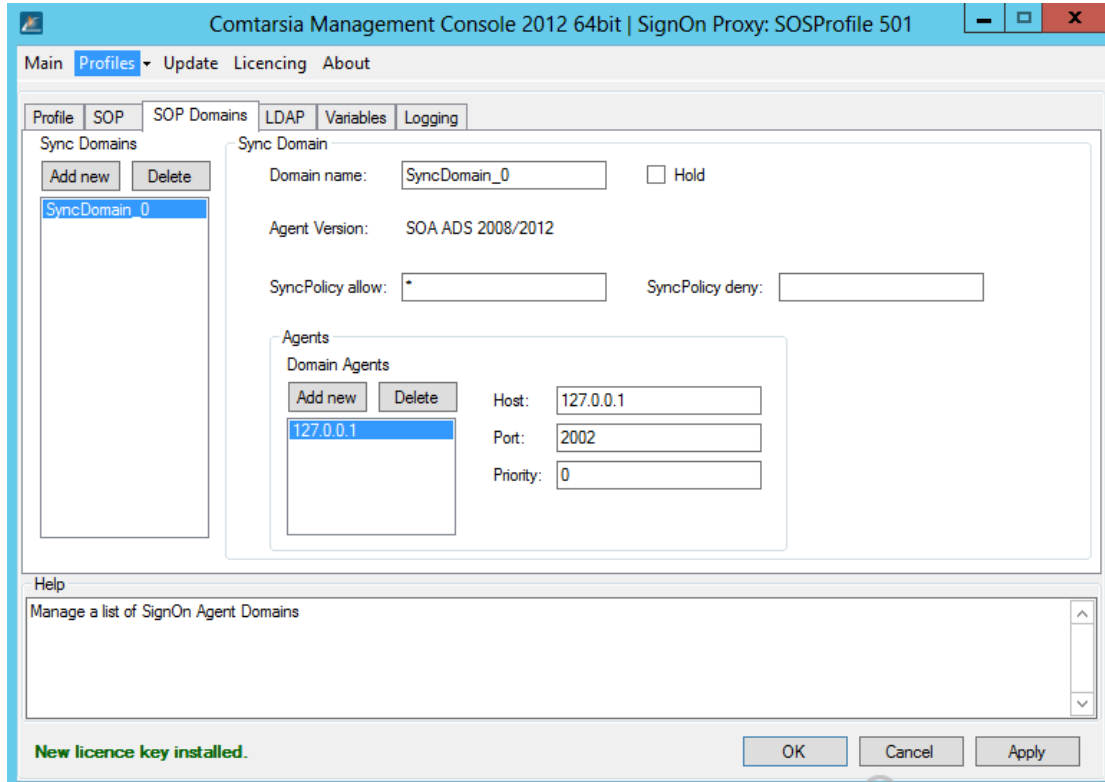 Comtarsia Management Console 2012 64bit | SignOn Proxy: SOSProfile 501
Main Profiles Update Licencing About
Profile SOP SOP Domains LDAP Variables Logging
Sync Domains
Add new Delete
SyncDomain_0
Sync Domain
Domain name: SyncDomain_0 Hold
Agent Version: SOA ADS 2008/2012
SyncPolicy allow: * SyncPolicy deny:
Agents
Domain Agents
Add new Delete
127.0.0.1
Host: 127.0.0.1
Port: 2002
Priority: 0
Help
Manage a list of SignOn Agent Domains
New licence key installed.
OK Cancel Apply